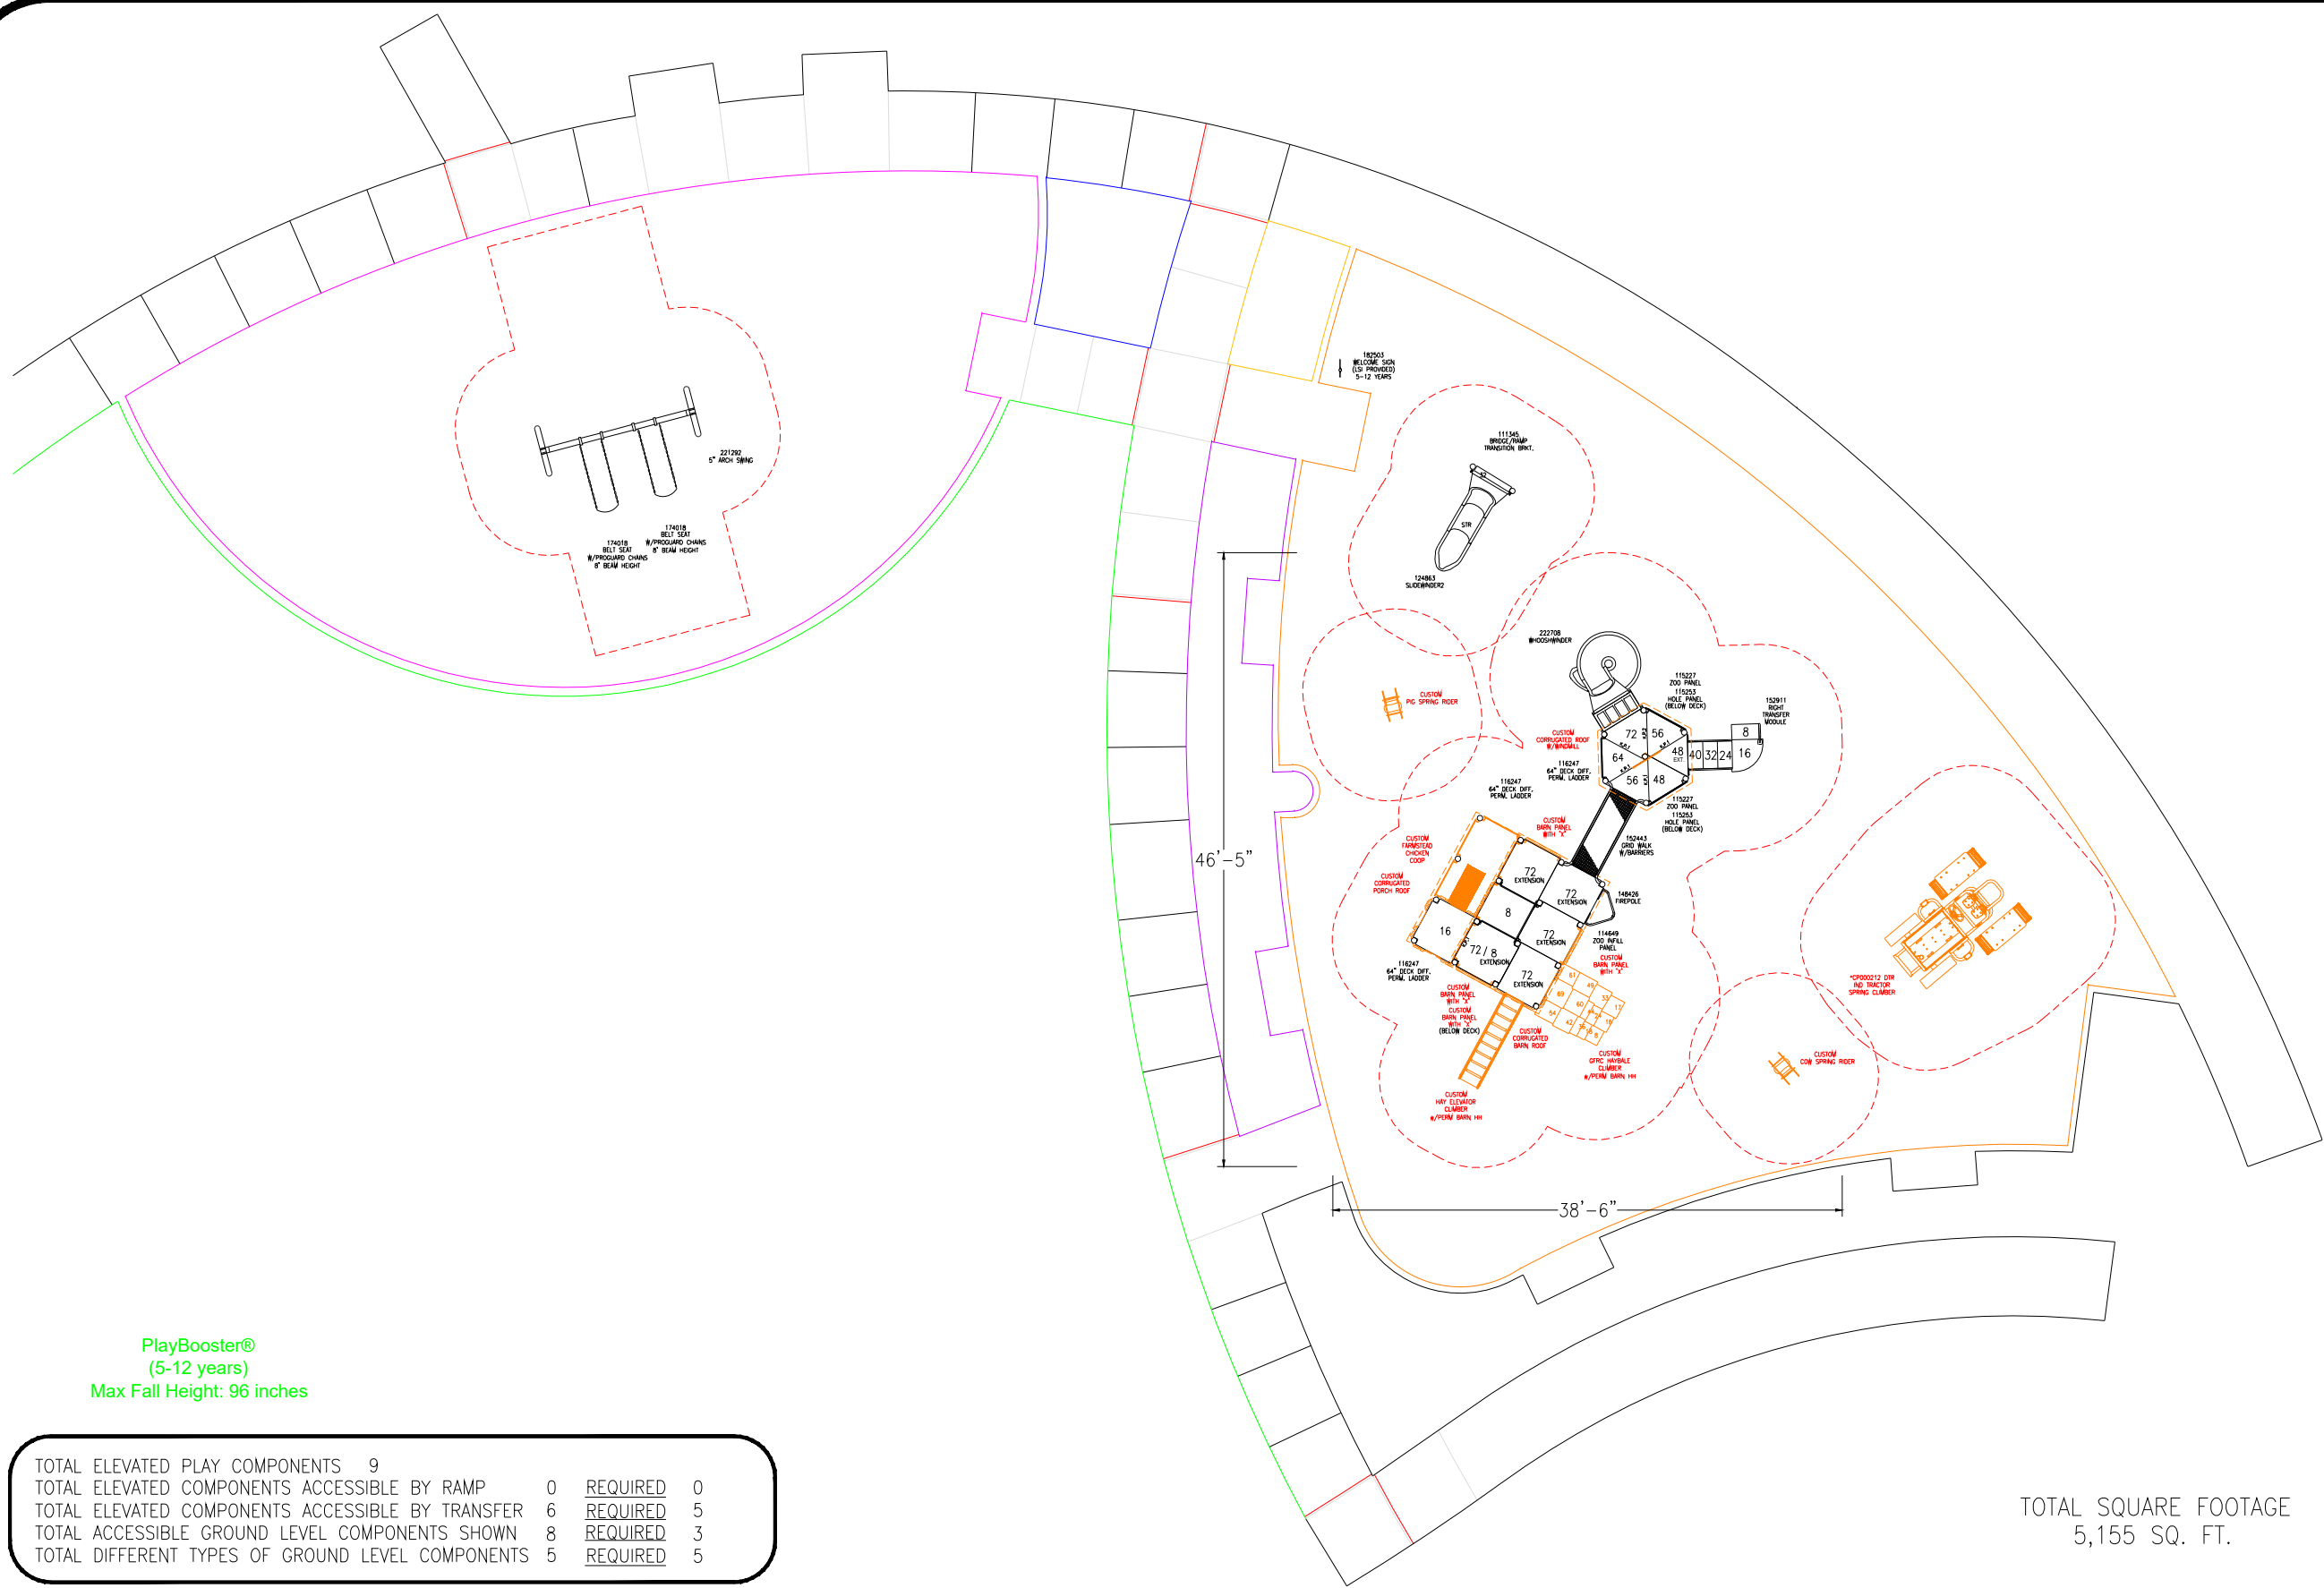 182503
WELCOME SIGN
(LSI PROVIDED)
5-12 YEARS
111345
BRIDGE/RAMP
TRANSITION BRKT.
221292
5" ARCH SWING
174018
BELT SEAT
W/PROGUARD CHAINS
8' BEAM HEIGHT
174018
BELT SEAT
W/PROGUARD CHAINS
8' BEAM HEIGHT
STR
124863
SLIDEWINDER2
222708
WHOOSHWINDER
CUSTOM
PIG SPRING RIDER
115227
ZOO PANEL
115253
HOLE PANEL
(BELOW DECK)
152911
RIGHT
TRANSFER
MODULE
CUSTOM
CORRUGATED ROOF
W/WINDMILL
72
56
64
48
EXT.
56
48
40
32
24
16
8
116247
64" DECK DIFF.
PERM. LADDER
116247
64" DECK DIFF.
PERM. LADDER
115227
ZOO PANEL
115253
HOLE PANEL
(BELOW DECK)
CUSTOM
BARN PANEL
WITH "X"
152443
GRID WALK
W/BARRIERS
CUSTOM
FARMSTEAD
CHICKEN
COOP
46'-5"
CUSTOM
CORRUGATED
PORCH ROOF
72
EXTENSION
72
EXTENSION
148426
FIREPOLE
8
16
72
EXTENSION
72/ 8
EXTENSION
72
EXTENSION
114649
ZOO INFILL
PANEL
CUSTOM
BARN PANEL
WITH "X"
116247
64" DECK DIFF.
PERM. LADDER
CUSTOM
BARN PANEL
WITH "X"
CUSTOM
BARN PANEL
WITH "X"
(BELOW DECK)
61
49
69
60
33
17
54
42
16
8
CUSTOM
CORRUGATED
BARN ROOF
CUSTOM
GFRC HAYBALE
CLIMBER
W/PERM BARN HH
CUSTOM
HAY ELEVATOR
CLIMBER
W/PERM BARN HH
*CP000212 DTR
IND TRACTOR
SPRING CLIMBER
CUSTOM
COW SPRING RIDER
38'-6"
PlayBooster®
(5-12 years)
Max Fall Height: 96 inches
TOTAL ELEVATED PLAY COMPONENTS 9
TOTAL ELEVATED COMPONENTS ACCESSIBLE BY RAMP 0 REQUIRED 0
TOTAL ELEVATED COMPONENTS ACCESSIBLE BY TRANSFER 6 REQUIRED 5
TOTAL ACCESSIBLE GROUND LEVEL COMPONENTS SHOWN 8 REQUIRED 3
TOTAL DIFFERENT TYPES OF GROUND LEVEL COMPONENTS 5 REQUIRED 5
TOTAL SQUARE FOOTAGE
5,155 SQ. FT.